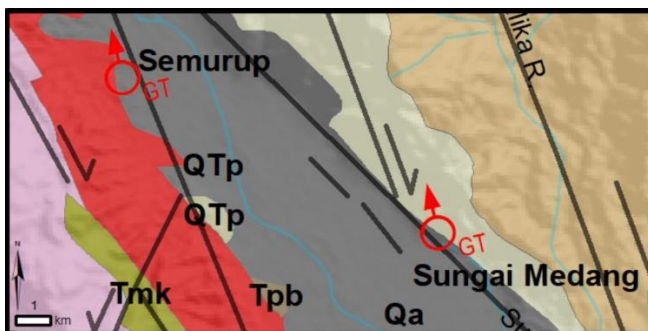 Semurup
GT
QTp
QTp
GT
Sungai Medang
Tmk
Tpb
Qa
N
1
km